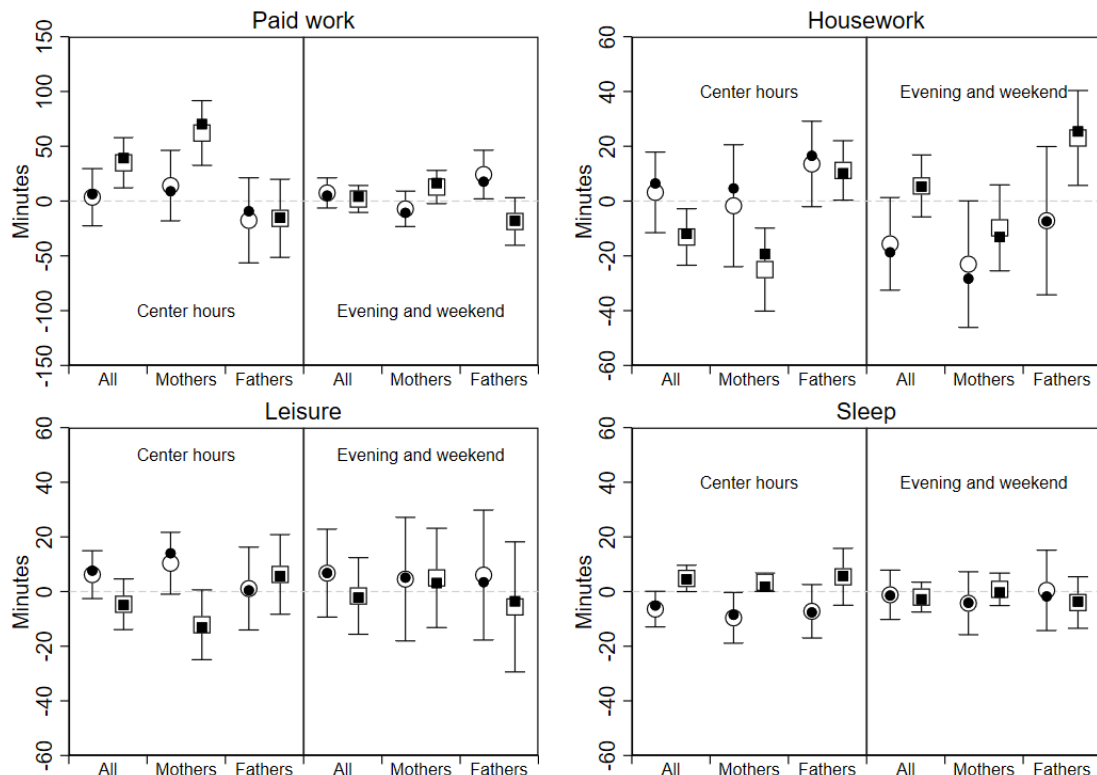 Paid work
150
100
50
0
-50
-100
-150
Minutes
Center hours
Evening and weekend
All Mothers Fathers All Mothers Fathers
Housework
60
40
20
0
-20
-40
-60
Minutes
Center hours
Evening and weekend
All Mothers Fathers All Mothers Fathers
Leisure
60
40
20
0
-20
-40
-60
Minutes
Center hours
Evening and weekend
All Mothers Fathers All Mothers Fathers
Sleep
60
40
20
0
-20
-40
-60
Minutes
Center hours
Evening and weekend
All Mothers Fathers All Mothers Fathers